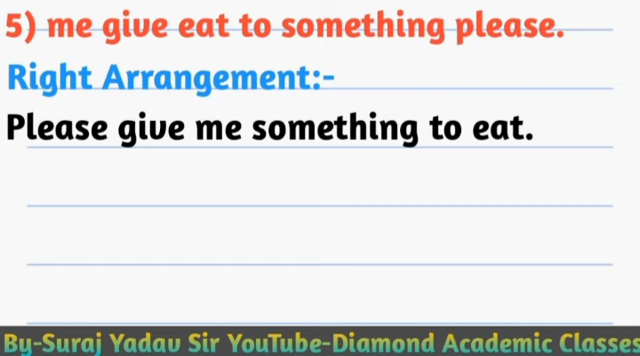 5) me give eat to something please.
Right Arrangement:-
Please give me something to eat.
By-Suraj Yadav Sir YouTube-Diamond Academic Classes